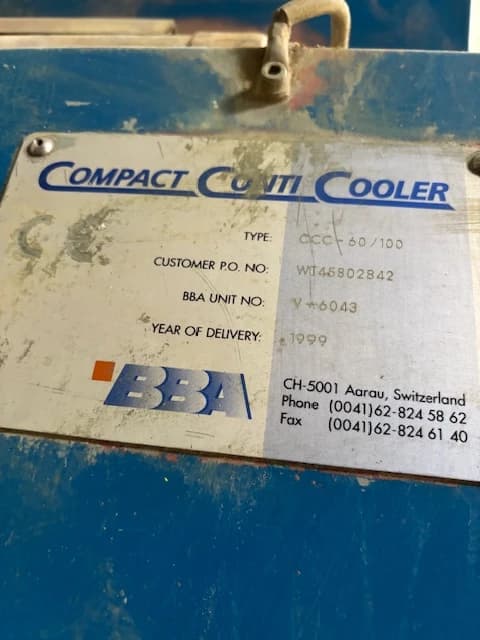 COMPACT CONTI COOLER
CE
TYPE: CCC-60/100
CUSTOMER P.O. NO: WT45802842
BBA UNIT NO: V-6043
YEAR OF DELIVERY: 1999
BBA
CH-5001 Aarau, Switzerland
Phone (0041)62-824 58 62
Fax (0041)62-824 61 40